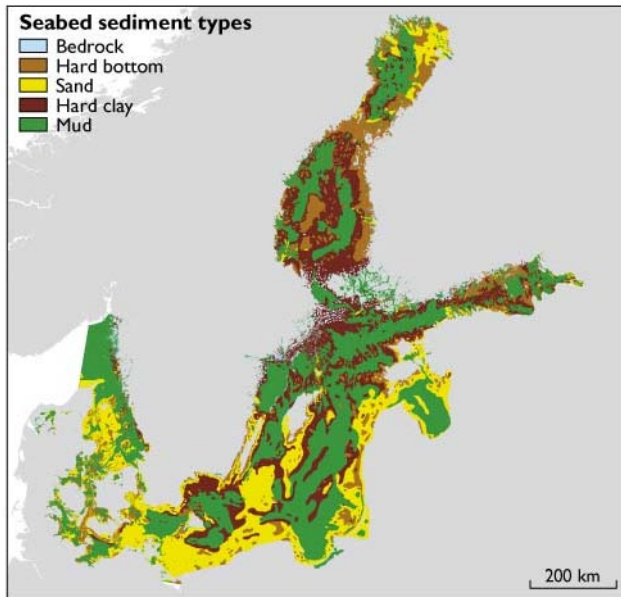 Seabed sediment types
Bedrock
Hard bottom
Sand
Hard clay
Mud
200 km